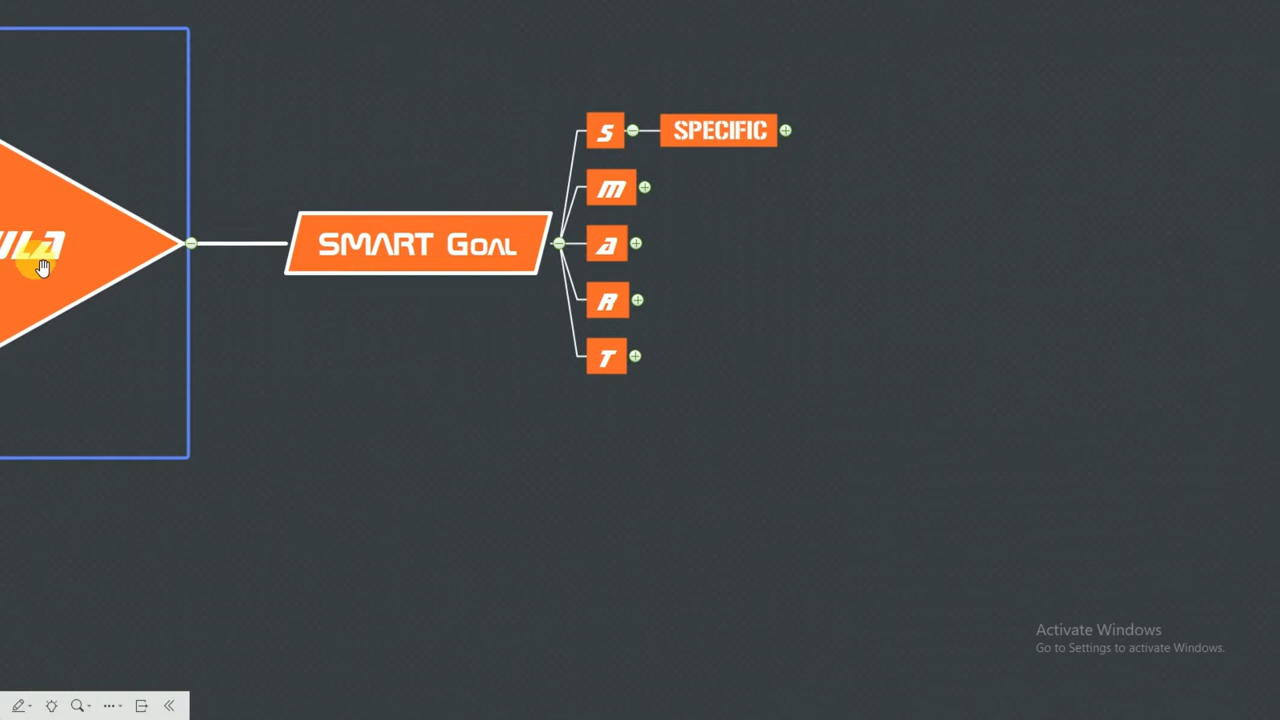 SMART Goal
S
SPECIFIC
M
A
R
T
Activate Windows
Go to Settings to activate Windows.